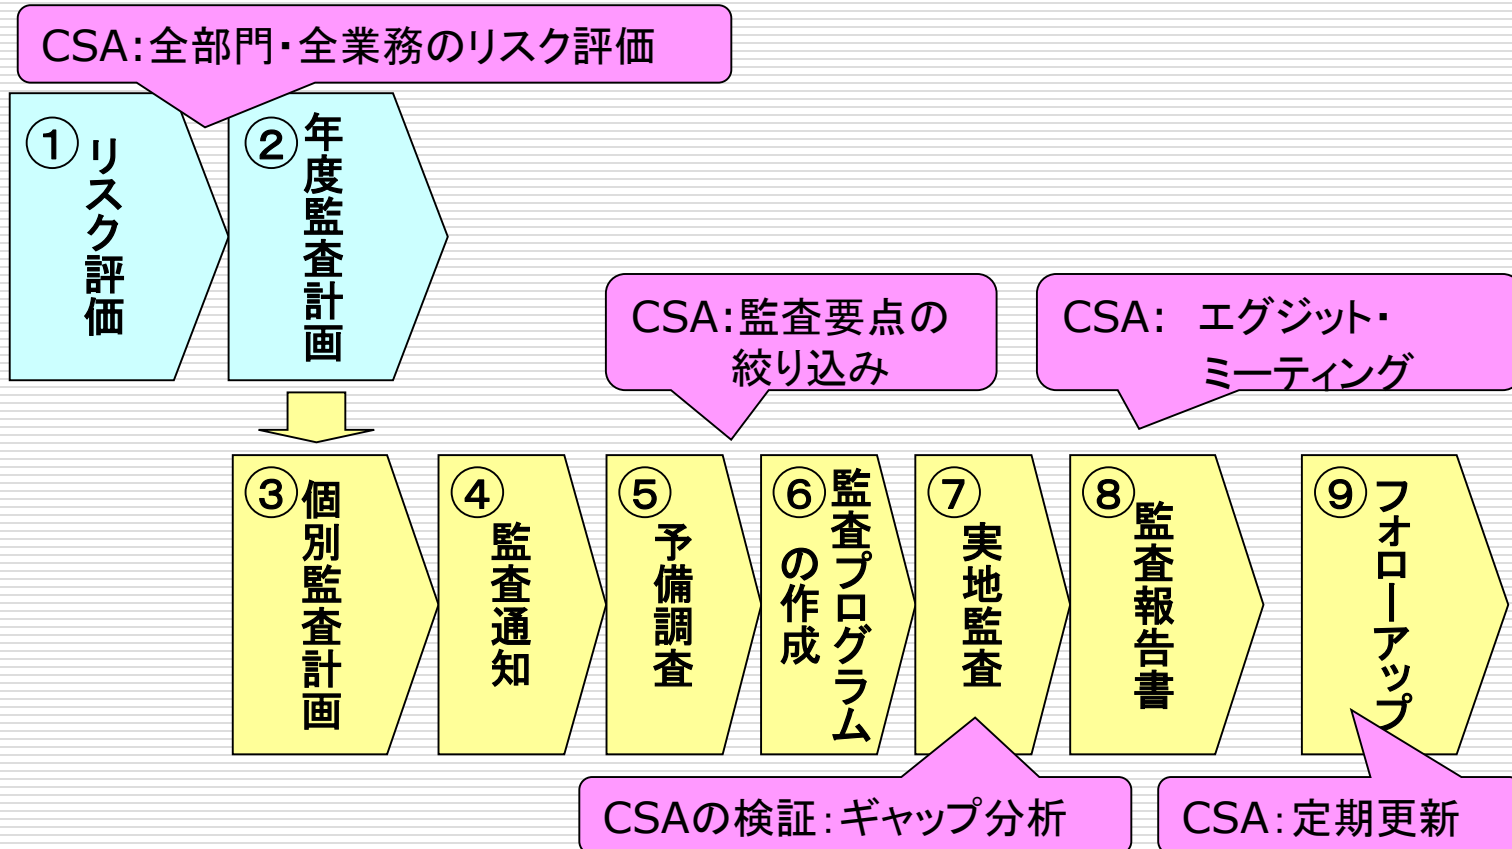 CSA:全部門・全業務のリスク評価
①リスク評価
②年度監査計画
CSA:監査要点の
絞り込み
CSA: エグジット・
ミーティング
③個別監査計画
④監査通知
⑤予備調査
⑥監査プログラム
の作成
⑦実地監査
⑧監査報告書
⑨フォローアップ
CSAの検証:ギャップ分析
CSA:定期更新